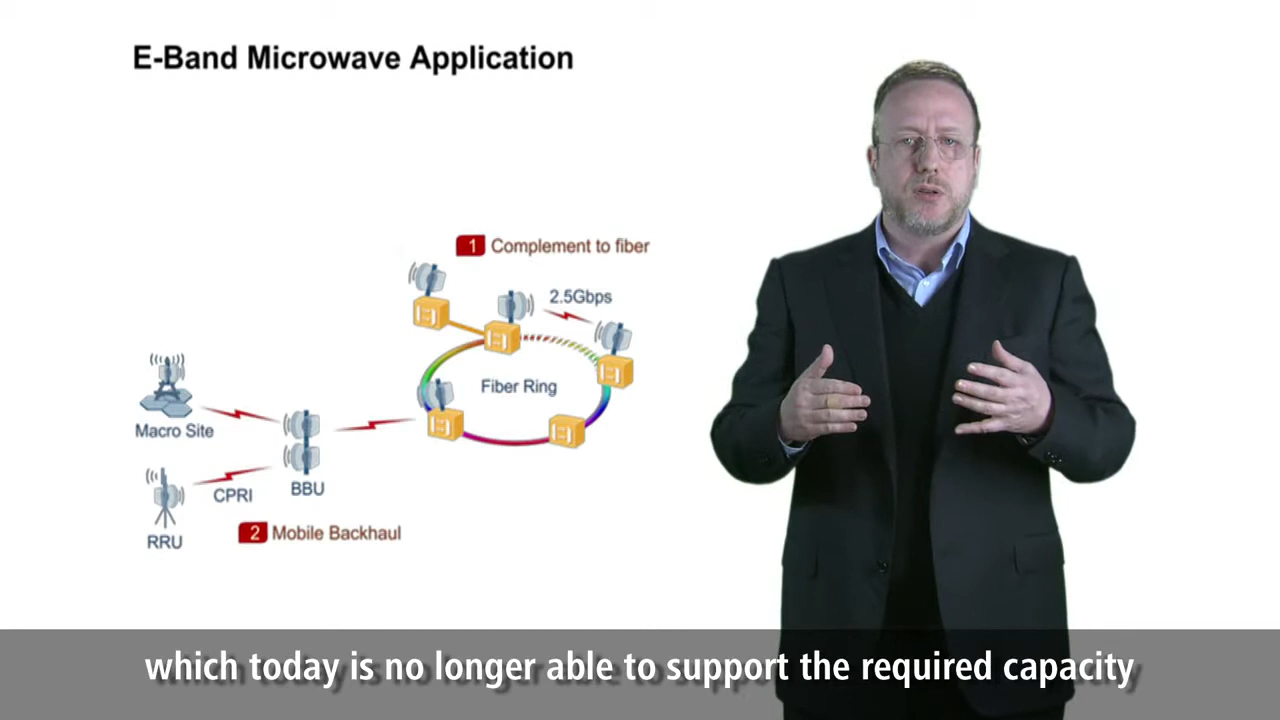 E-Band Microwave Application
1 Complement to fiber
2.5Gbps
Fiber Ring
Macro Site
CPRI
BBU
RRU
2 Mobile Backhaul
which today is no longer able to support the required capacity